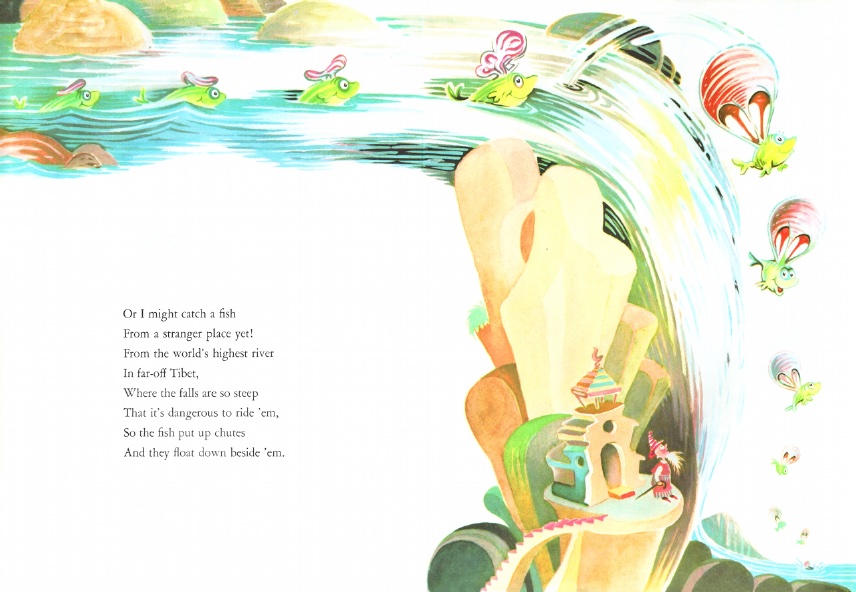 Or I might catch a fish
From a stranger place yet!
From the world's highest river
In far-off Tibet,
Where the falls are so steep
That it's dangerous to ride 'em,
So the fish put up chutes
And they float down beside 'em.